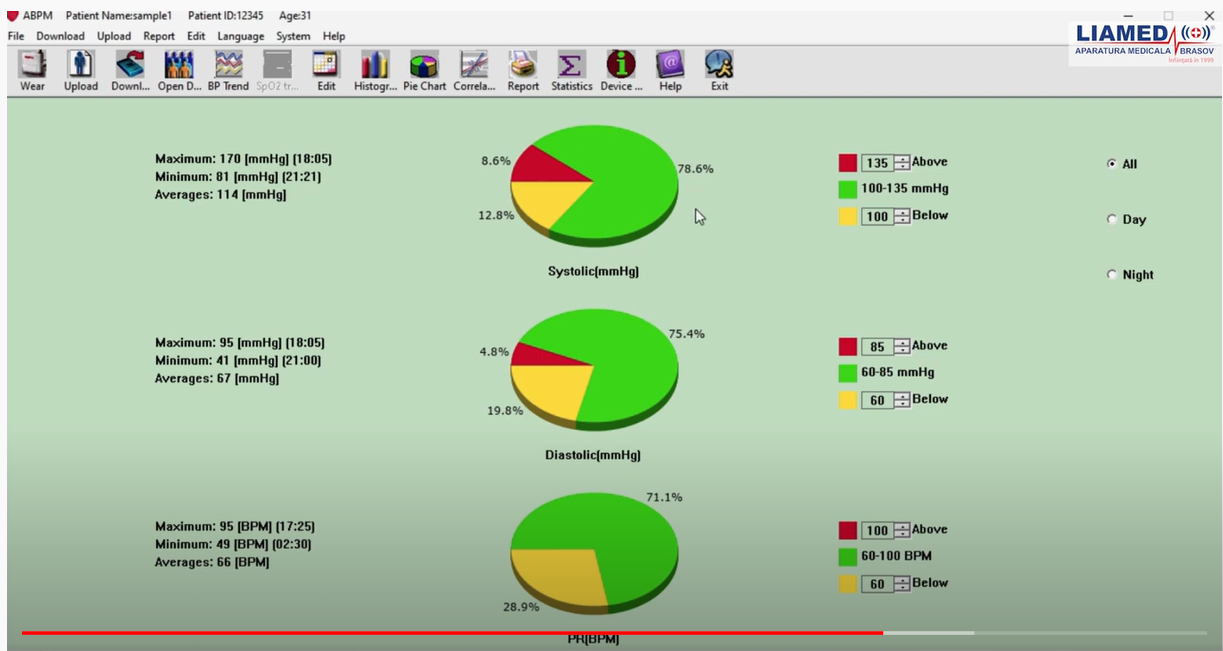 ABPM Patient Name:sample1 Patient ID:12345 Age:31
File Download Upload Report Edit Language System Help
LIAMED
APARATURA MEDICALA BRASOV
înființată în 1999
Wear Upload Downl... Open D... BP Trend SpO2 tr... Edit Histogr... Pie Chart Correla... Report Statistics Device ... Help Exit
Maximum: 170 [mmHg] (18:05)
Minimum: 81 [mmHg] (21:21)
Averages: 114 [mmHg]
8.6%
78.6%
12.8%
Systolic(mmHg)
135 Above
100-135 mmHg
100 Below
All
Day
Night
Maximum: 95 [mmHg] (18:05)
Minimum: 41 [mmHg] (21:00)
Averages: 67 [mmHg]
75.4%
4.8%
19.8%
Diastolic(mmHg)
85 Above
60-85 mmHg
60 Below
Maximum: 95 [BPM] (17:25)
Minimum: 49 [BPM] (02:30)
Averages: 66 [BPM]
71.1%
28.9%
PR(BPM)
100 Above
60-100 BPM
60 Below